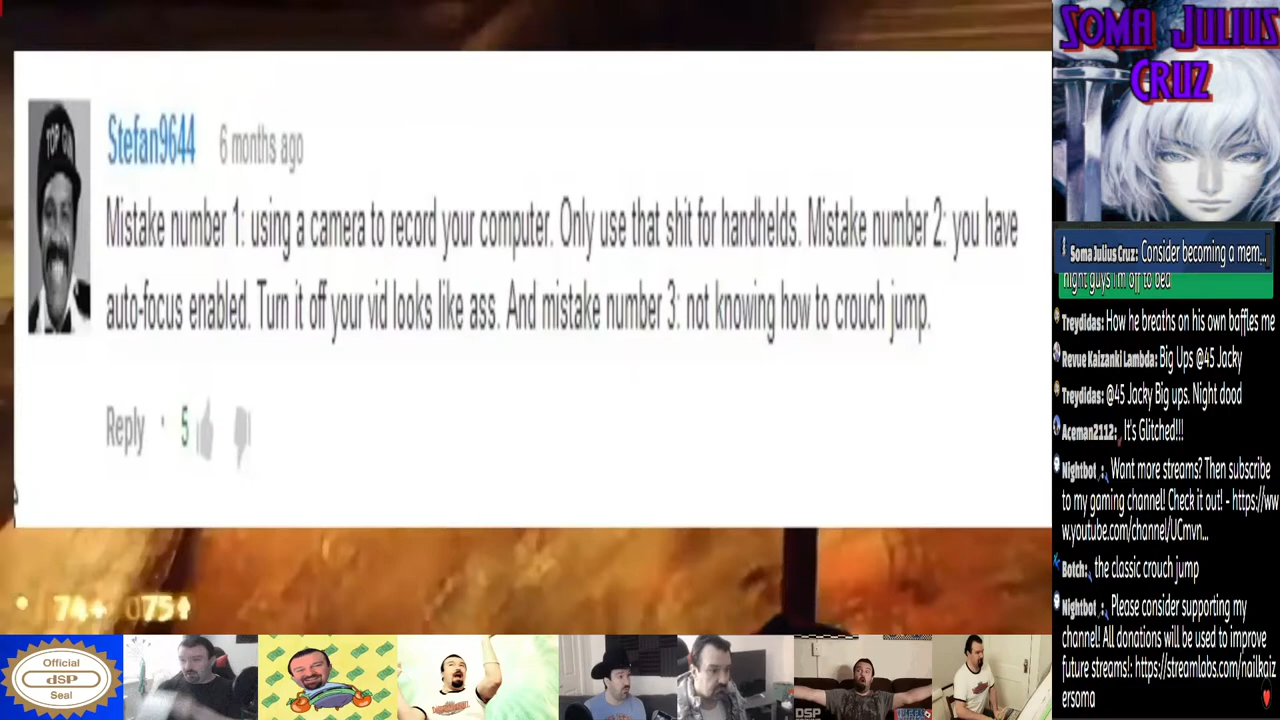 SOMA JULIUS
CRUZ
Stefan9644 6 months ago
Mistake number 1: using a camera to record your computer. Only use that shit for handhelds. Mistake number 2: you have
auto-focus enabled. Turn it off your vid looks like ass. And mistake number 3: not knowing how to crouch jump.
Reply · 5
TOP GUN
Soma Julius Cruz: Consider becoming a mem...
night guys i'm off to bed
Treydidas: How he breaths on his own baffles me
Revue Kaizanki Lambda: Big Ups @45 Jacky
Treydidas: @45 Jacky Big ups. Night dood
Aceman2112: It's Glitched!!!
Nightbot : Want more streams? Then subscribe
to my gaming channel! Check it out! - https://ww
w.youtube.com/channel/UCmvn...
Botch: the classic crouch jump
Nightbot : Please consider supporting my
channel! All donations will be used to improve
future streams!: https://streamlabs.com/nailkaiz
ersoma
Official
dSP
Seal
DSP